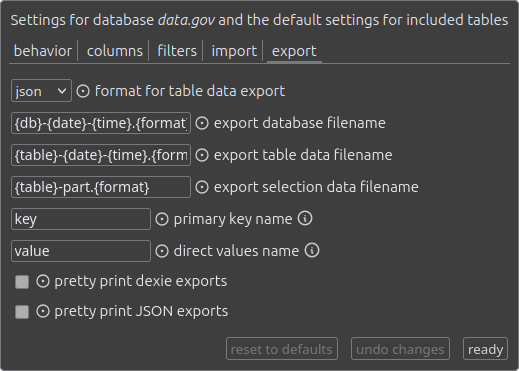 Settings for database data.gov and the default settings for included tables
behavior columns filters import export
json format for table data export
{db}-{date}-{time}.{format export database filename
{table}-{date}-{time}.{form export table data filename
{table}-part.{format} export selection data filename
key primary key name
value direct values name
pretty print dexie exports
pretty print JSON exports
reset to defaults undo changes ready